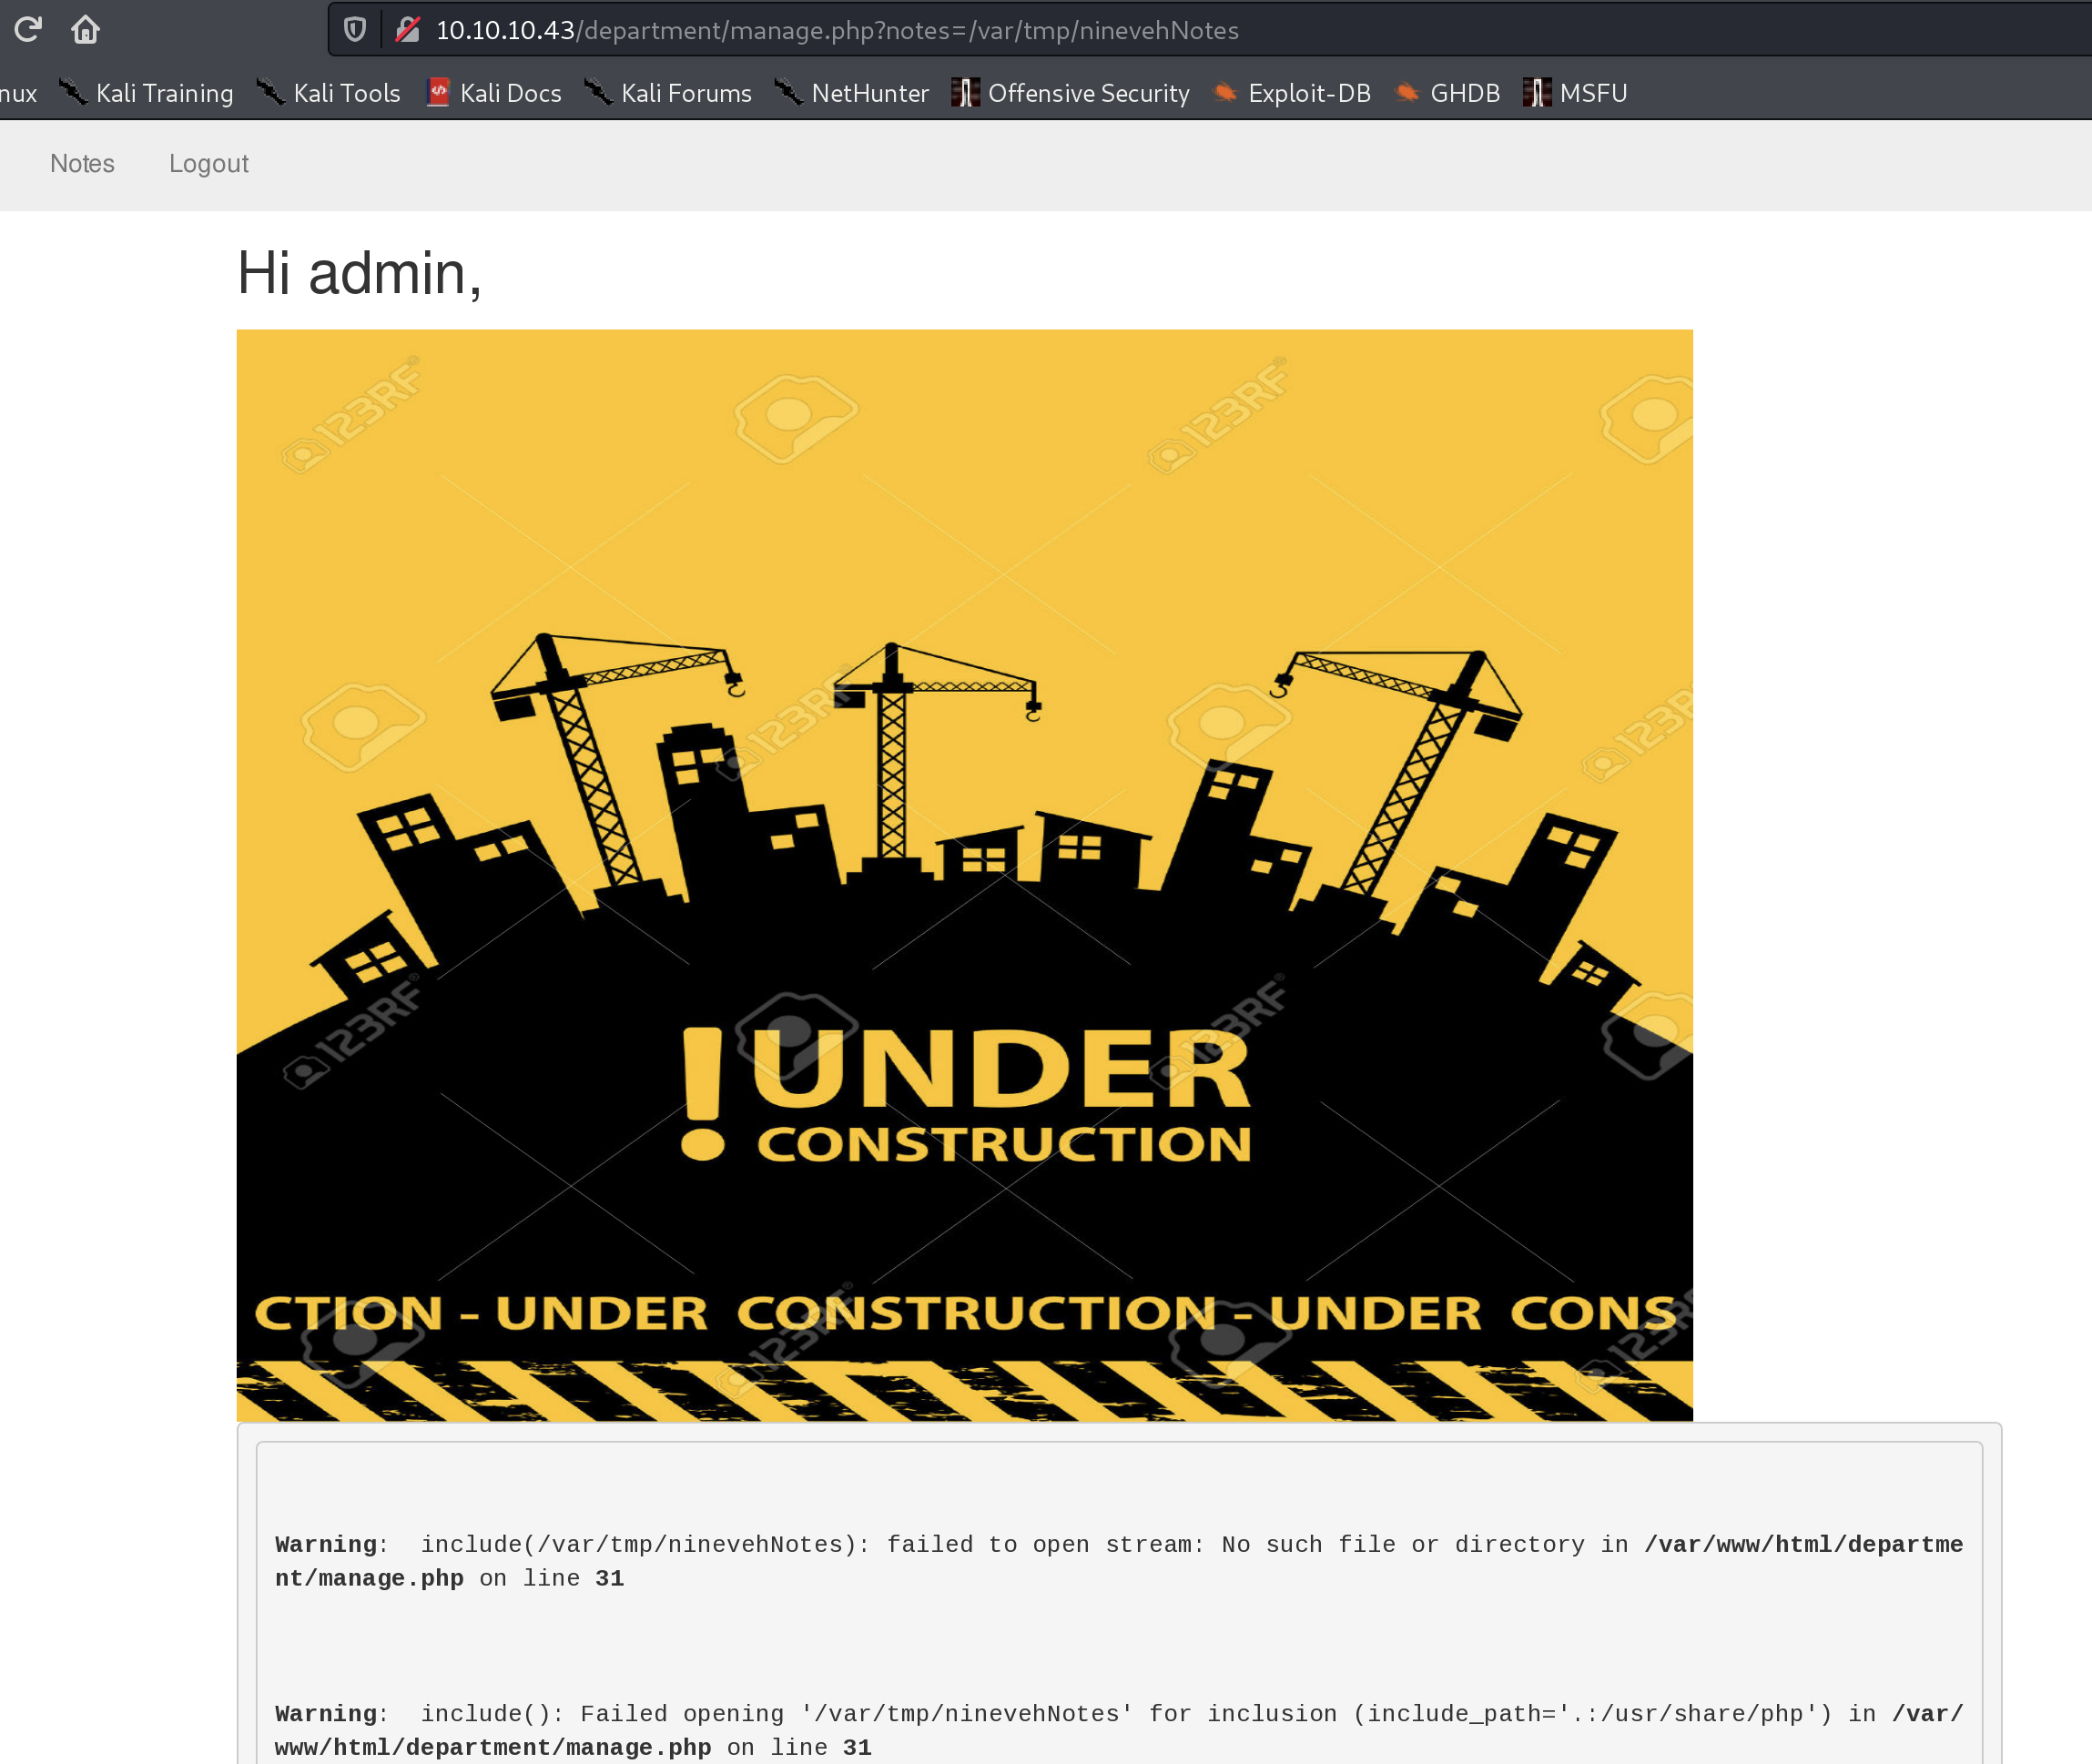 10.10.10.43/department/manage.php?notes=/var/tmp/ninevehNotes
nux Kali Training Kali Tools Kali Docs Kali Forums NetHunter Offensive Security Exploit-DB GHDB MSFU
Notes Logout
Hi admin,
123RF® 123RF®
123RF 123RF
123RF® 123RF®
! UNDER
CONSTRUCTION
CTION - UNDER CONSTRUCTION - UNDER CONS
123RF® 123RF
Warning: include(/var/tmp/ninevehNotes): failed to open stream: No such file or directory in /var/www/html/departme
nt/manage.php on line 31
Warning: include(): Failed opening '/var/tmp/ninevehNotes' for inclusion (include_path='.:/usr/share/php') in /var/
www/html/department/manage.php on line 31